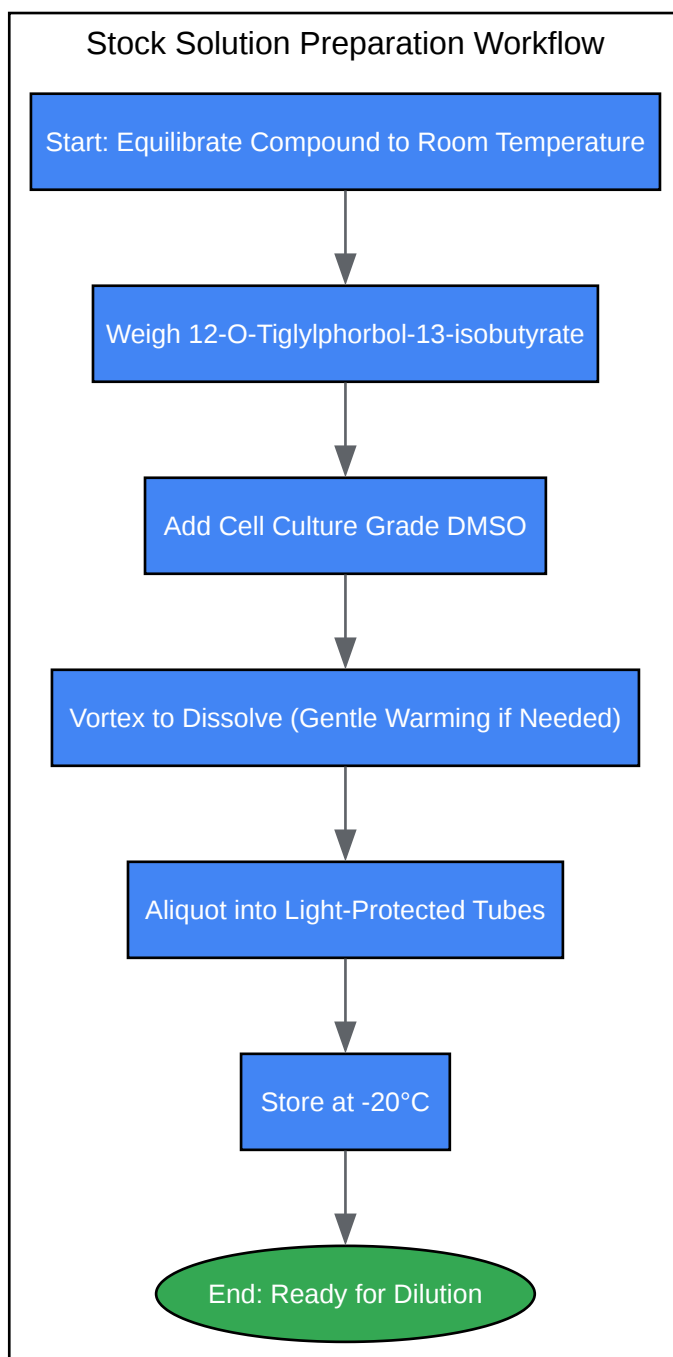 Stock Solution Preparation Workflow
Start: Equilibrate Compound to Room Temperature
Weigh 12-O-Tiglylphorbol-13-isobutyrate
Add Cell Culture Grade DMSO
Vortex to Dissolve (Gentle Warming if Needed)
Aliquot into Light-Protected Tubes
Store at -20°C
End: Ready for Dilution